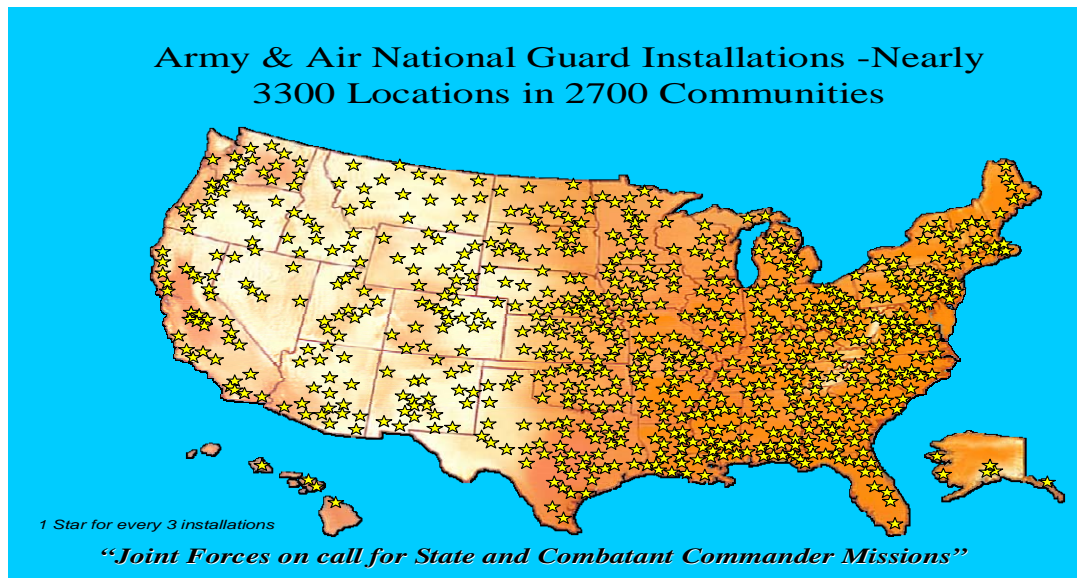 Army & Air National Guard Installations -Nearly
3300 Locations in 2700 Communities
1 Star for every 3 installations
“Joint Forces on call for State and Combatant Commander Missions”